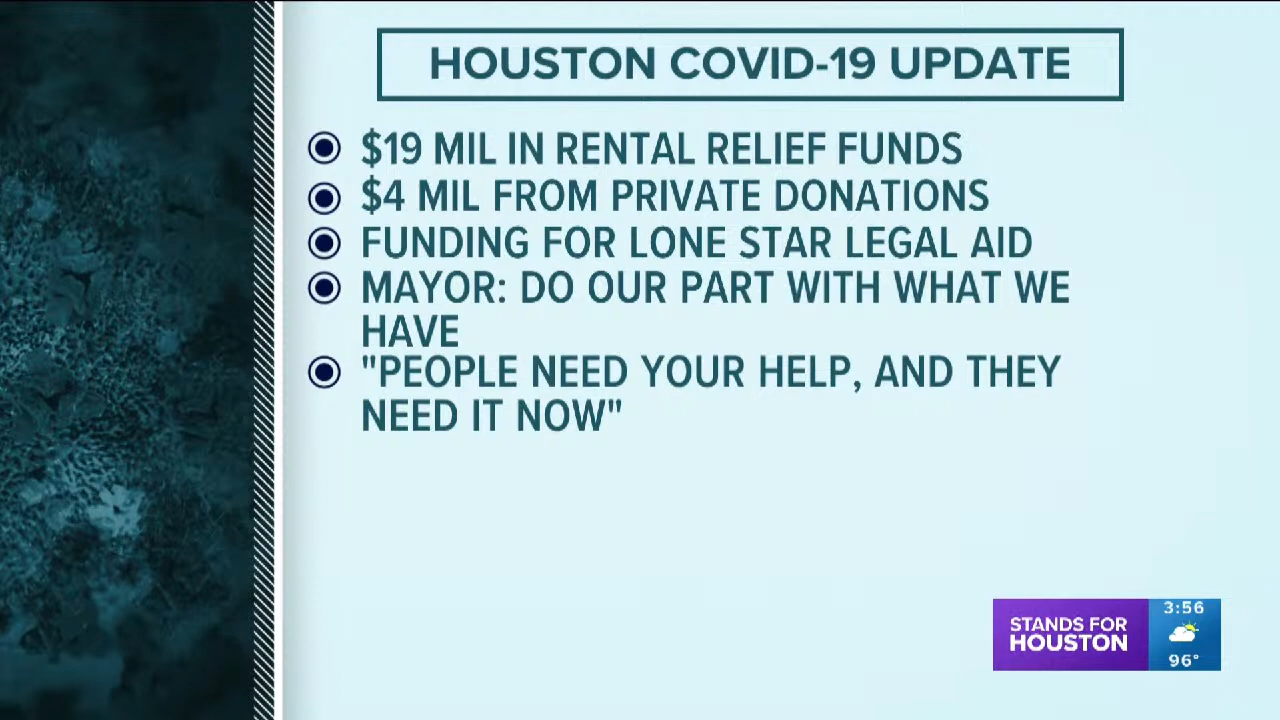 HOUSTON COVID-19 UPDATE
$19 MIL IN RENTAL RELIEF FUNDS
$4 MIL FROM PRIVATE DONATIONS
FUNDING FOR LONE STAR LEGAL AID
MAYOR: DO OUR PART WITH WHAT WE
HAVE
"PEOPLE NEED YOUR HELP, AND THEY
NEED IT NOW"
STANDS FOR
HOUSTON
3:56
96°